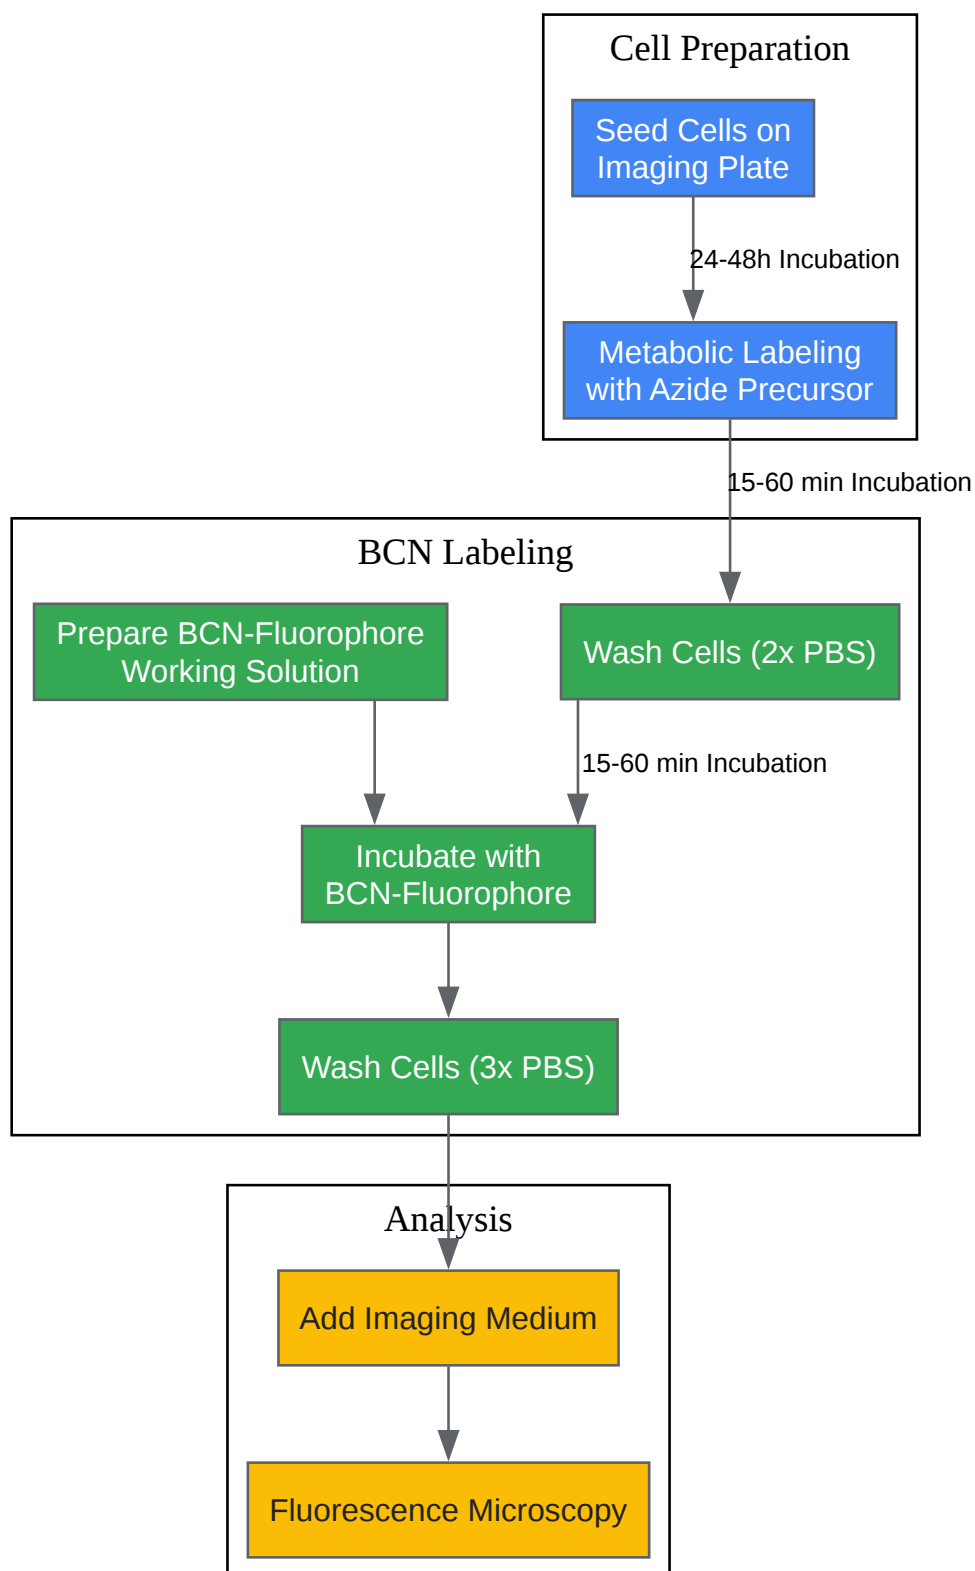 Cell Preparation
Seed Cells on
Imaging Plate
24-48h Incubation
Metabolic Labeling
with Azide Precursor
15-60 min Incubation
BCN Labeling
Prepare BCN-Fluorophore
Working Solution
Wash Cells (2x PBS)
15-60 min Incubation
Incubate with
BCN-Fluorophore
Wash Cells (3x PBS)
Analysis
Add Imaging Medium
Fluorescence Microscopy